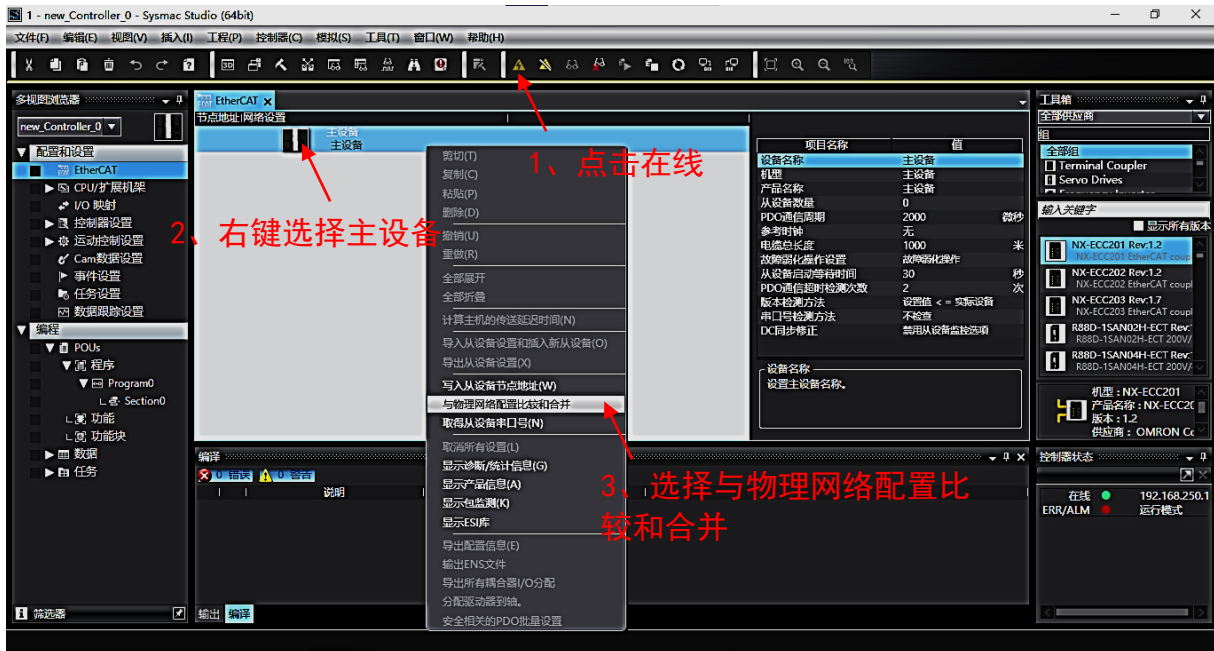 1 - new_Controller_0 - Sysmac Studio (64bit)
文件(F) 编辑(E) 视图(V) 插入(I) 工程(P) 控制器(C) 模拟(S) 工具(T) 窗口(W) 帮助(H)
多视图浏览器
new_Controller_0
配置和设置
EtherCAT
CPU/扩展机架
I/O 映射
控制器设置
运动控制设置
Cam数据设置
事件设置
任务设置
数据跟踪设置
编程
POUs
程序
Program0
Section0
功能
功能块
数据
任务
筛选器
EtherCAT
节点地址|网络设置
主设备
主设备
1、点击在线
2、右键选择主设备
3、选择与物理网络配置比
较和合并
剪切(T)
复制(C)
粘贴(P)
删除(D)
撤销(U)
重做(R)
全部展开
全部折叠
计算主机的传送延迟时间(N)
导入从设备设置和插入新从设备(O)
导出从设备设置(X)
写入从设备节点地址(W)
与物理网络配置比较和合并
取得从设备串口号(N)
取消所有设置(L)
显示诊断/统计信息(G)
显示产品信息(A)
显示包监测(K)
显示ESI库
导出配置信息(E)
输出ENS文件
导出所有耦合器I/O分配
分配驱动器到轴。
安全相关的PDO批量设置
项目名称 值
设备名称 主设备
机型 主设备
产品名称 主设备
从设备数量 0
PDO通信周期 2000 微秒
参考时钟 无
电缆总长度 1000 米
故障弱化操作设置 故障弱化操作
从设备启动等待时间 30 秒
PDO通信超时检测次数 2 次
版本检测方法 设置值 < = 实际设备
串口号检测方法 不检查
DC同步修正 禁用从设备监控选项
设备名称
设置主设备名称。
编译
0 错误 0 警告
说明
输出 编译
工具箱
全部供应商
组
全部组
Terminal Coupler
Servo Drives
输入关键字
显示所有版本
NX-ECC201 Rev:1.2
NX-ECC201 EtherCAT coup
NX-ECC202 Rev:1.2
NX-ECC202 EtherCAT coupl
NX-ECC203 Rev:1.7
NX-ECC203 EtherCAT coupl
R88D-1SAN02H-ECT Rev:
R88D-1SAN02H-ECT 200V/
R88D-1SAN04H-ECT Rev:
R88D-1SAN04H-ECT 200V/
机型 : NX-ECC201
产品名称 : NX-ECC20
版本 : 1.2
供应商 : OMRON Co
控制器状态
在线 192.168.250.1
ERR/ALM 运行模式